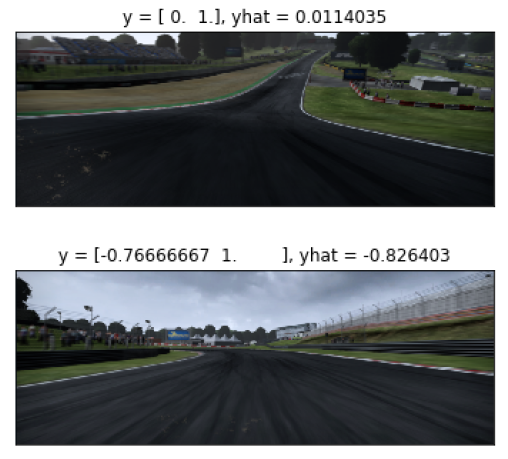 y = [ 0.  1.], yhat = 0.0114035
y = [-0.76666667  1.        ], yhat = -0.826403